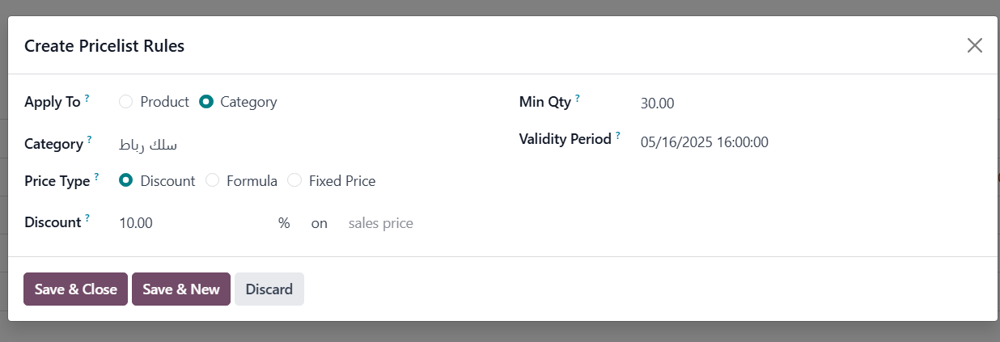 Create Pricelist Rules
Apply To ? Product Category
Min Qty ? 30.00
Category ? سلك رباط
Validity Period ? 05/16/2025 16:00:00
Price Type ? Discount Formula Fixed Price
Discount ? 10.00 % on sales price
Save & Close Save & New Discard